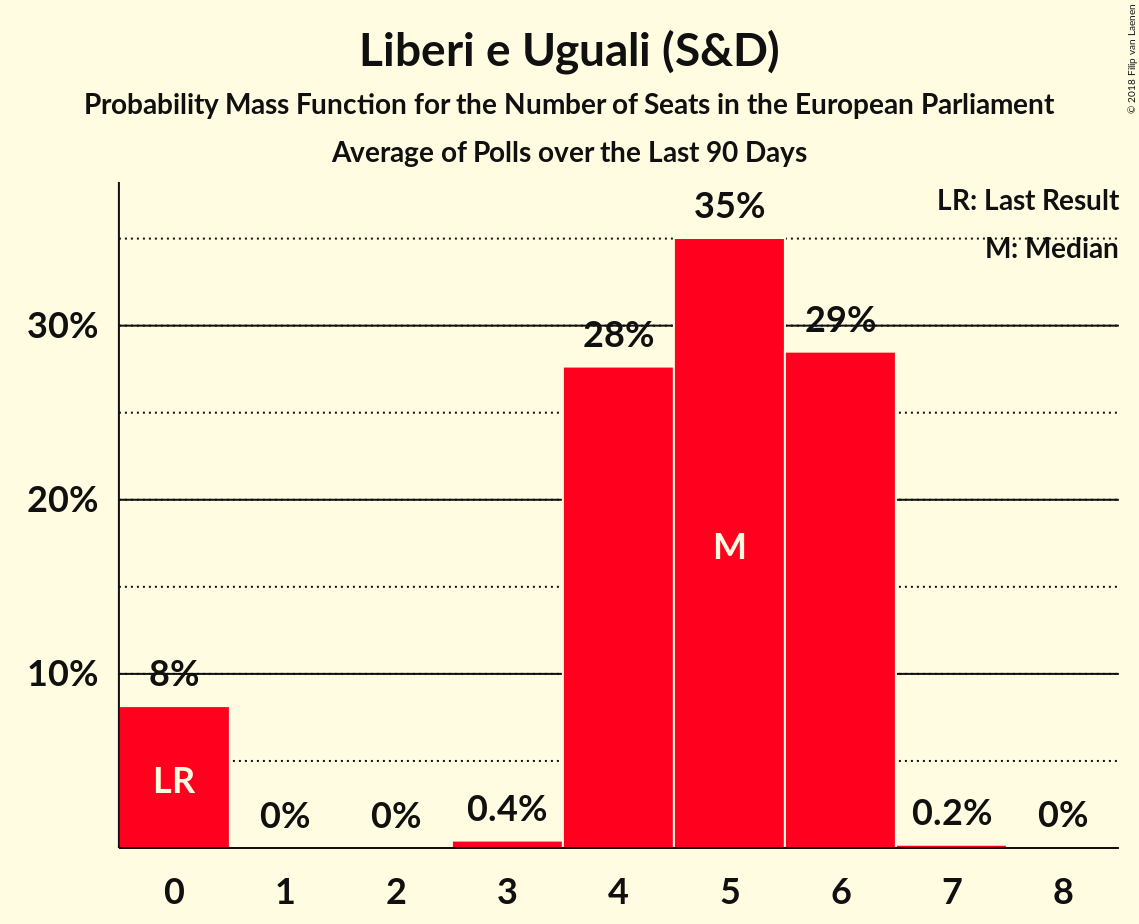 Liberi e Uguali (S&D)
Probability Mass Function for the Number of Seats in the European Parliament
Average of Polls over the Last 90 Days
© 2018 Filip van Laenen
LR: Last Result
M: Median
35%
30%
28%
29%
20%
M
10%
8%
LR
0%
0%
0.4%
0.2%
0%
0 1 2 3 4 5 6 7 8